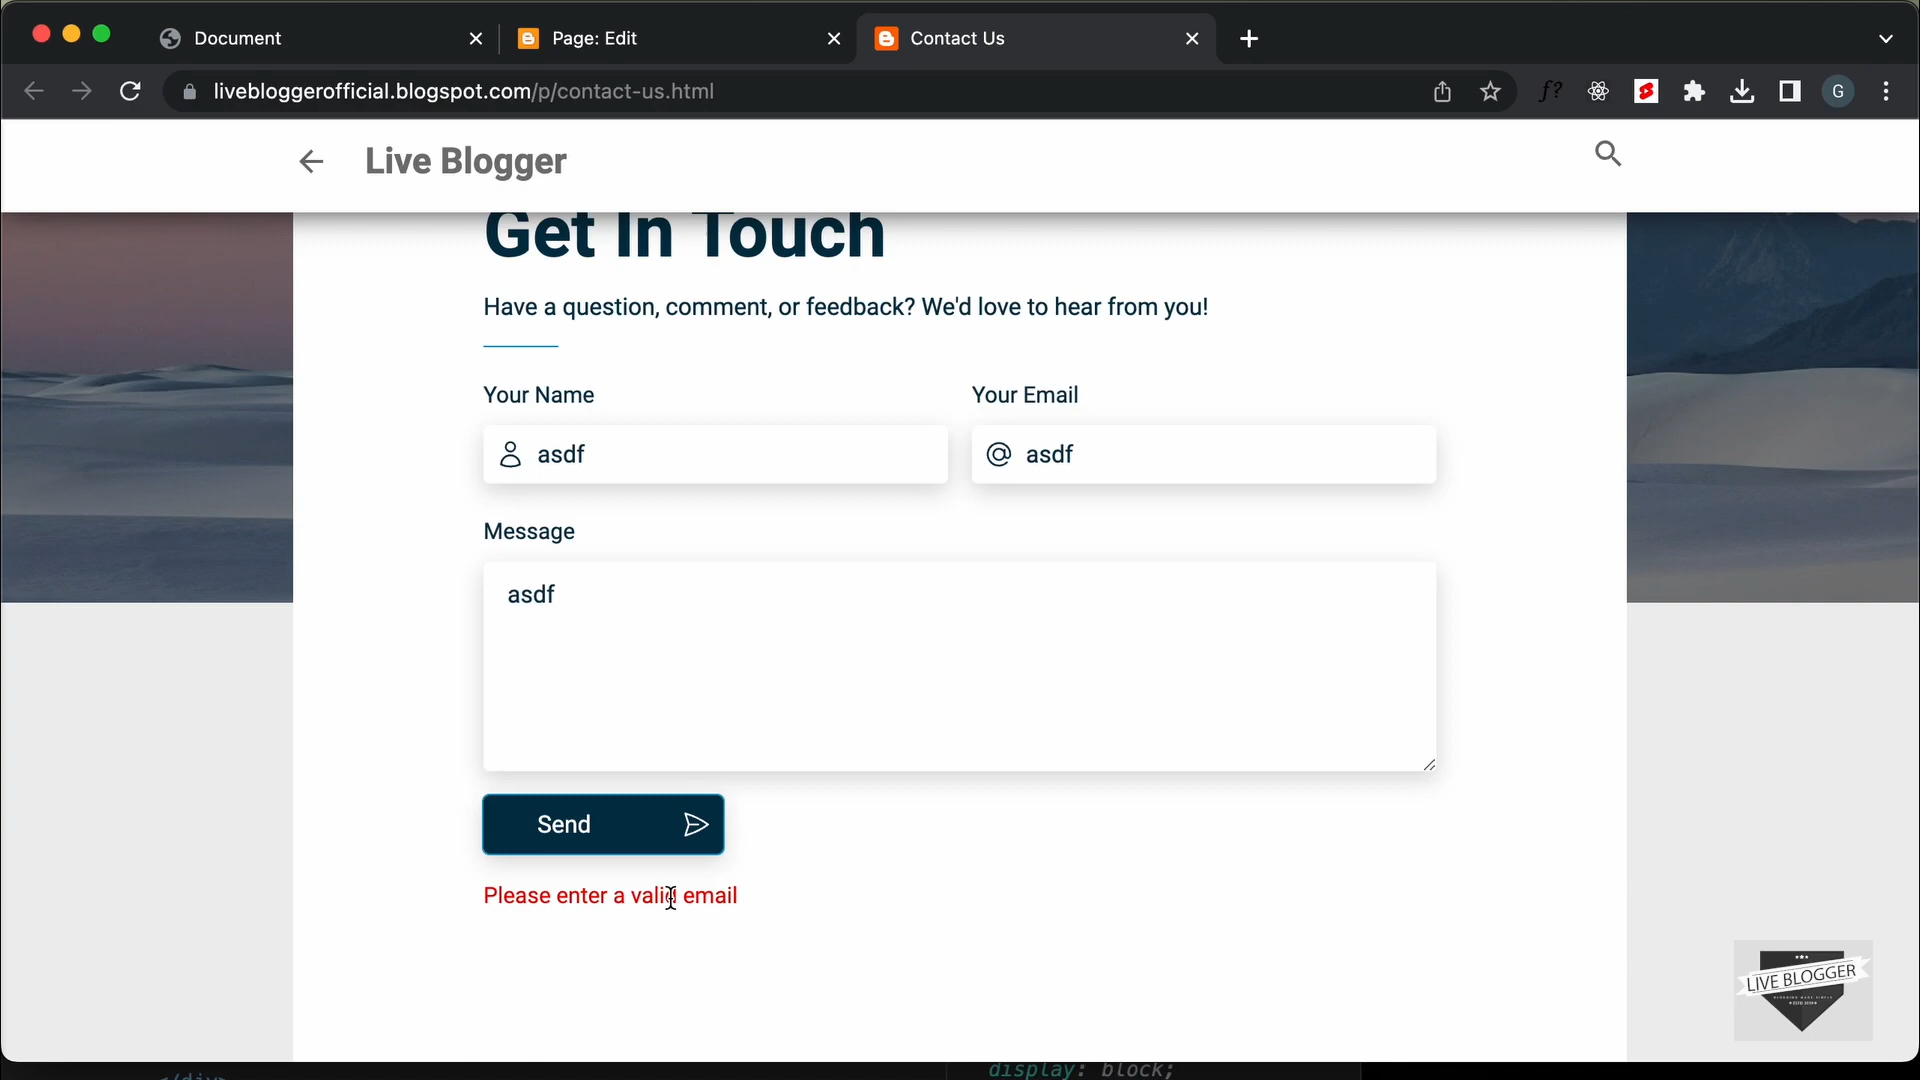 Document
Page: Edit
Contact Us
livebloggerofficial.blogspot.com/p/contact-us.html
f?
G
Live Blogger
Get In Touch
Have a question, comment, or feedback? We'd love to hear from you!
Your Name
Your Email
asdf
@ asdf
Message
asdf
Send
Please enter a valid email
LIVE BLOGGER
display: block;